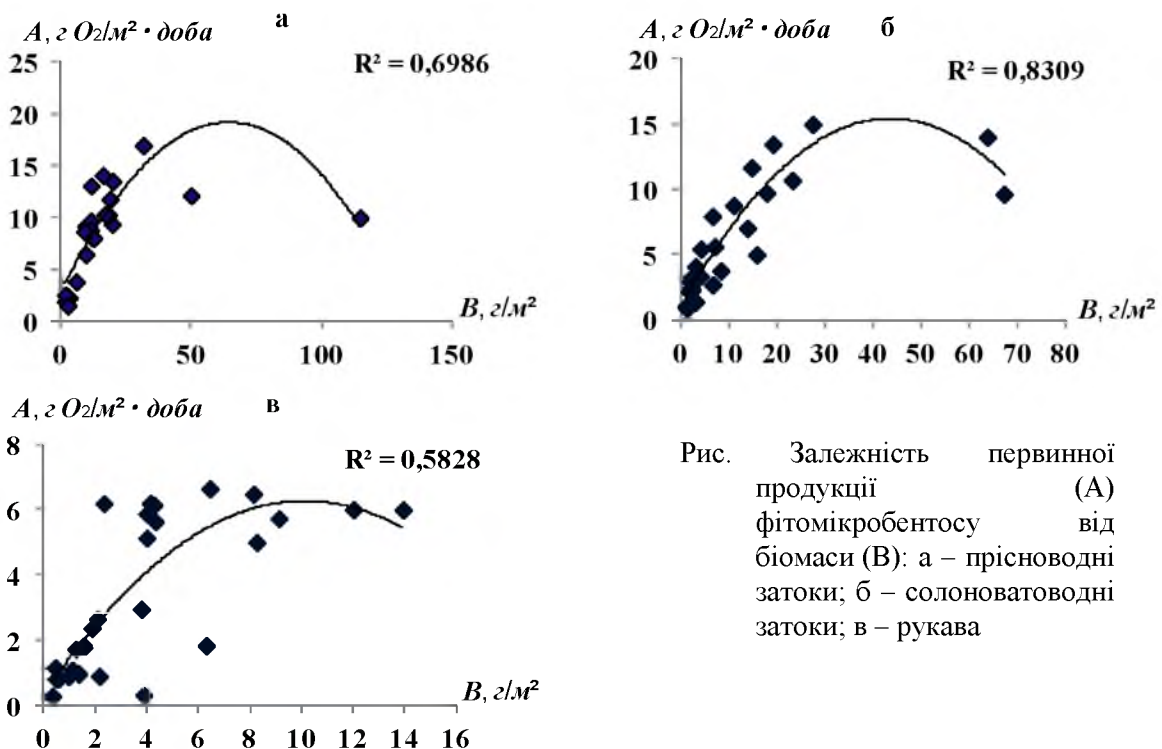 A, г O₂/м² · доба а
R² = 0,6986
25
20
15
10
5
0
0 50 100 150
B, г/м²
A, г O₂/м² · доба б
R² = 0,8309
20
15
10
5
0
0 10 20 30 40 50 60 70 80
B, г/м²
A, г O₂/м² · доба в
R² = 0,5828
8
6
4
2
0
0 2 4 6 8 10 12 14 16
B, г/м²
Рис. Залежність первинної
продукції (А)
фітомікробентосу від
біомаси (В): а – прісноводні
затоки; б – солонуватоводні
затоки; в – рукава